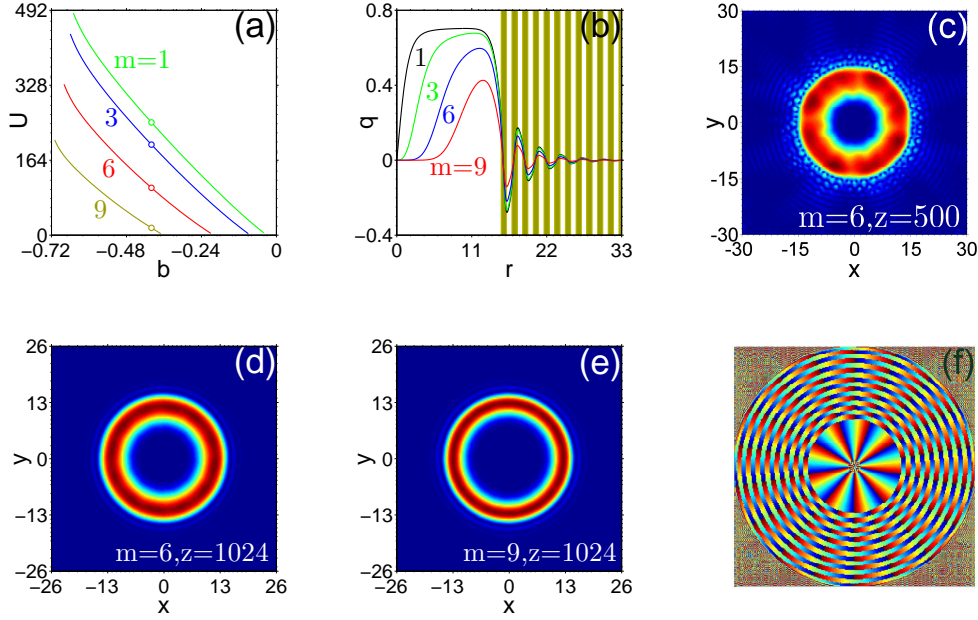 492
328
164
0
U
−0.72
−0.48
−0.24
0
b
(a)
m=1
3
6
9
0.8
0.4
0
−0.4
q
0
11
22
33
r
(b)
1
3
6
m=9
30
15
0
−15
−30
y
−30
−15
0
15
30
x
(c)
m=6,z=500
26
13
0
−13
−26
y
−26
−13
0
13
26
x
(d)
m=6,z=1024
26
13
0
−13
−26
y
−26
−13
0
13
26
x
(e)
m=9,z=1024
(f)